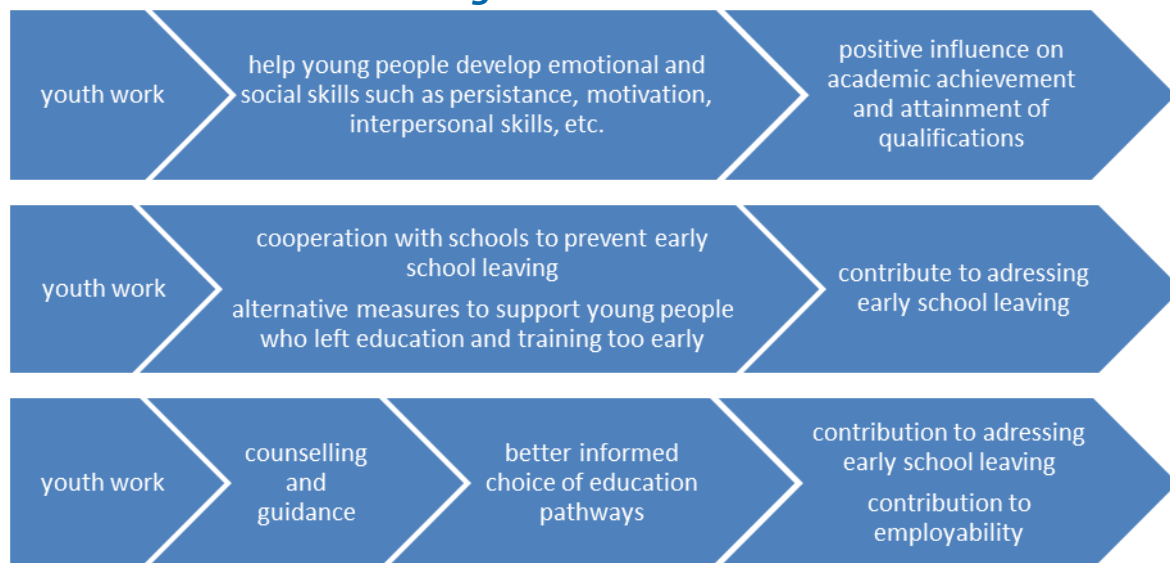 youth work
help young people develop emotional and
social skills such as persistance, motivation,
interpersonal skills, etc.
positive influence on
academic achievement
and attainment of
qualifications
youth work
cooperation with schools to prevent early
school leaving
alternative measures to support young people
who left education and training too early
contribute to adressing
early school leaving
youth work
counselling
and
guidance
better informed
choice of education
pathways
contribution to adressing
early school leaving
contribution to
employability